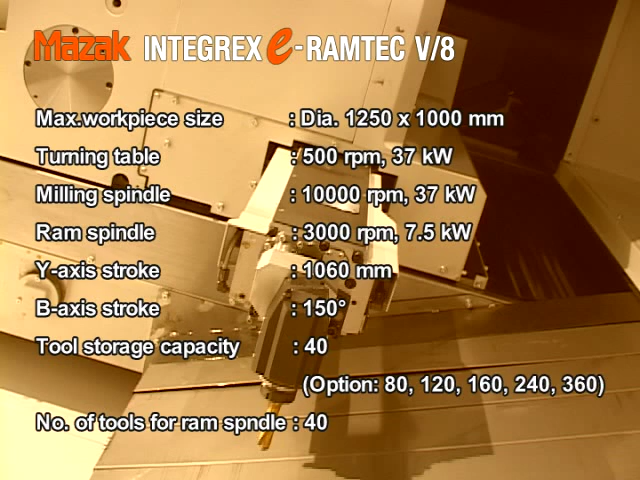 Mazak INTEGREX e-RAMTEC V/8
Max.workpiece size : Dia. 1250 x 1000 mm
Turning table : 500 rpm, 37 kW
Milling spindle : 10000 rpm, 37 kW
Ram spindle : 3000 rpm, 7.5 kW
Y-axis stroke : 1060 mm
B-axis stroke : 150°
Tool storage capacity : 40
(Option: 80, 120, 160, 240, 360)
No. of tools for ram spndle : 40